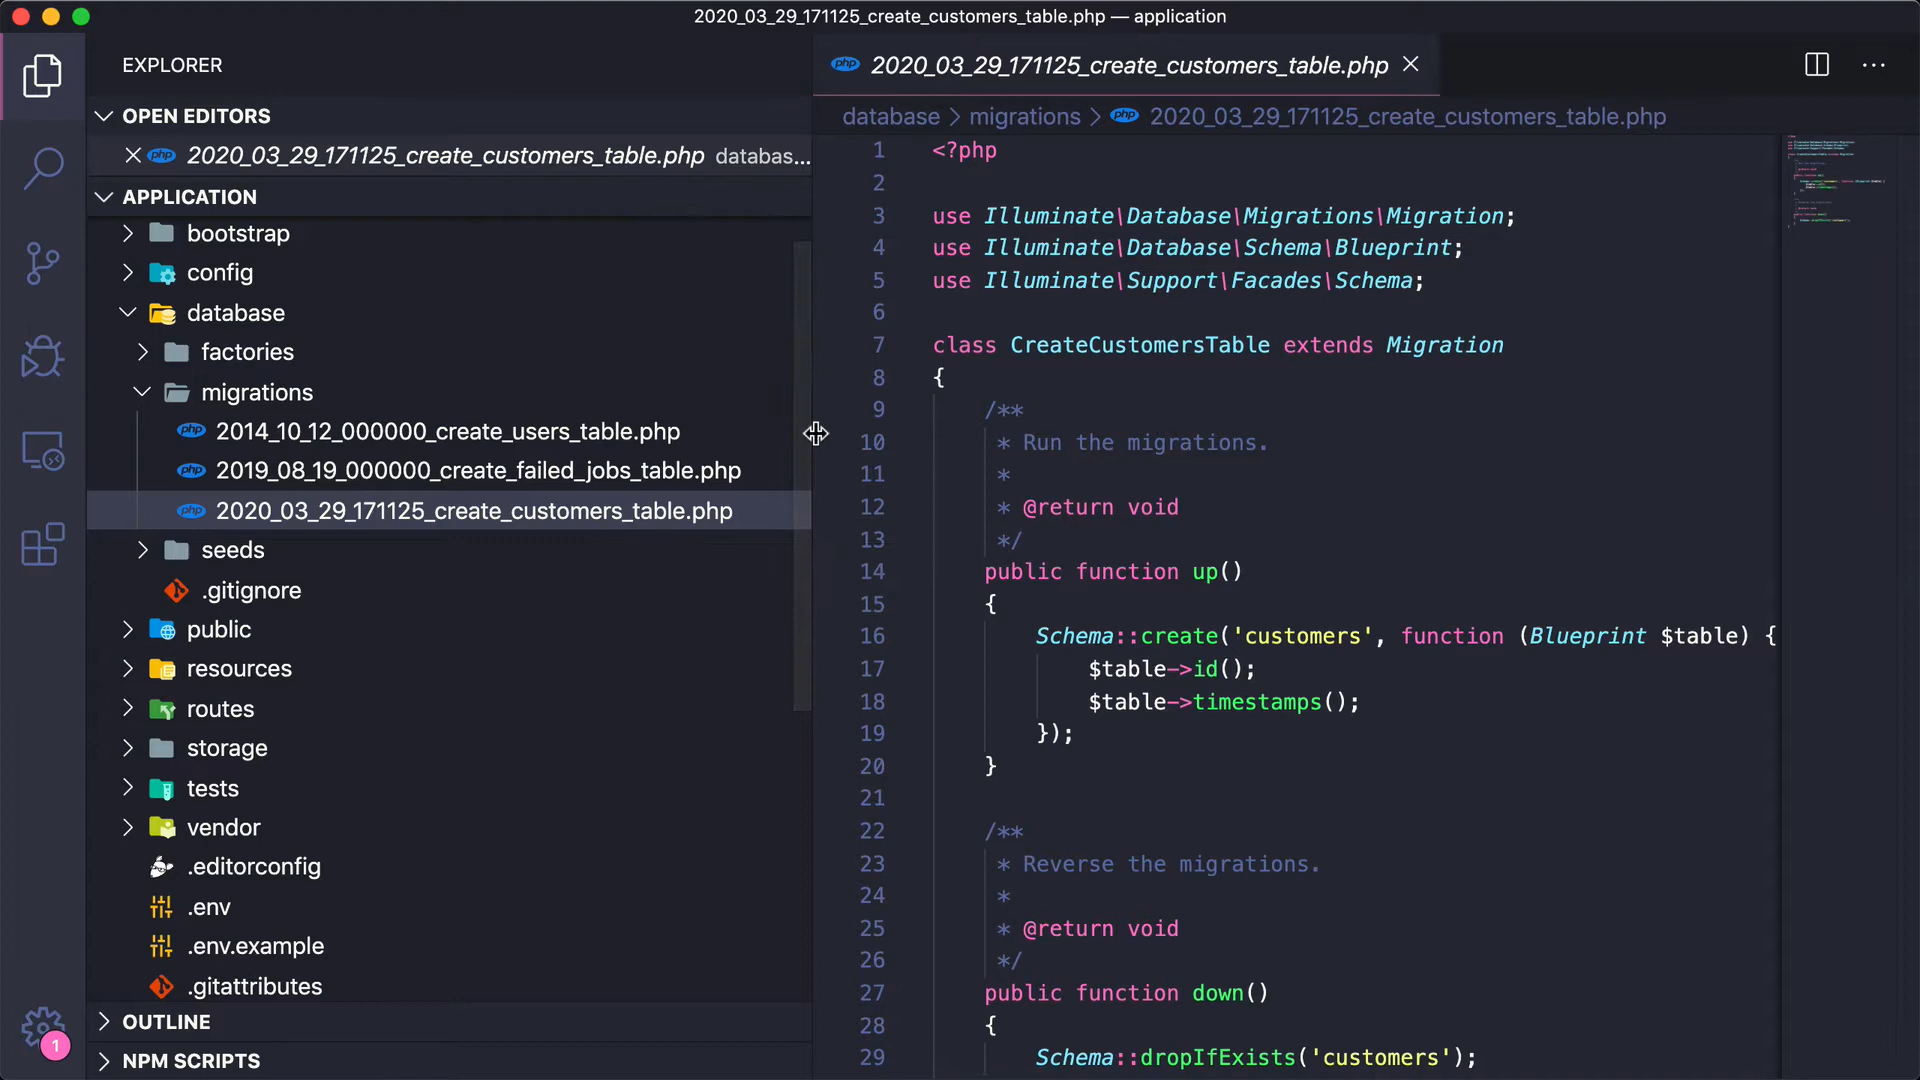 2020_03_29_171125_create_customers_table.php — application
EXPLORER
OPEN EDITORS
php 2020_03_29_171125_create_customers_table.php databas...
APPLICATION
bootstrap
config
database
factories
migrations
php 2014_10_12_000000_create_users_table.php
php 2019_08_19_000000_create_failed_jobs_table.php
php 2020_03_29_171125_create_customers_table.php
seeds
.gitignore
public
resources
routes
storage
tests
vendor
.editorconfig
.env
.env.example
.gitattributes
OUTLINE
NPM SCRIPTS
1
php 2020_03_29_171125_create_customers_table.php
database > migrations > php 2020_03_29_171125_create_customers_table.php
1 <?php
2
3 use Illuminate\Database\Migrations\Migration;
4 use Illuminate\Database\Schema\Blueprint;
5 use Illuminate\Support\Facades\Schema;
6
7 class CreateCustomersTable extends Migration
8 {
9 /**
10 * Run the migrations.
11 *
12 * @return void
13 */
14 public function up()
15 {
16 Schema::create('customers', function (Blueprint $table) {
17 $table->id();
18 $table->timestamps();
19 });
20 }
21
22 /**
23 * Reverse the migrations.
24 *
25 * @return void
26 */
27 public function down()
28 {
29 Schema::dropIfExists('customers');